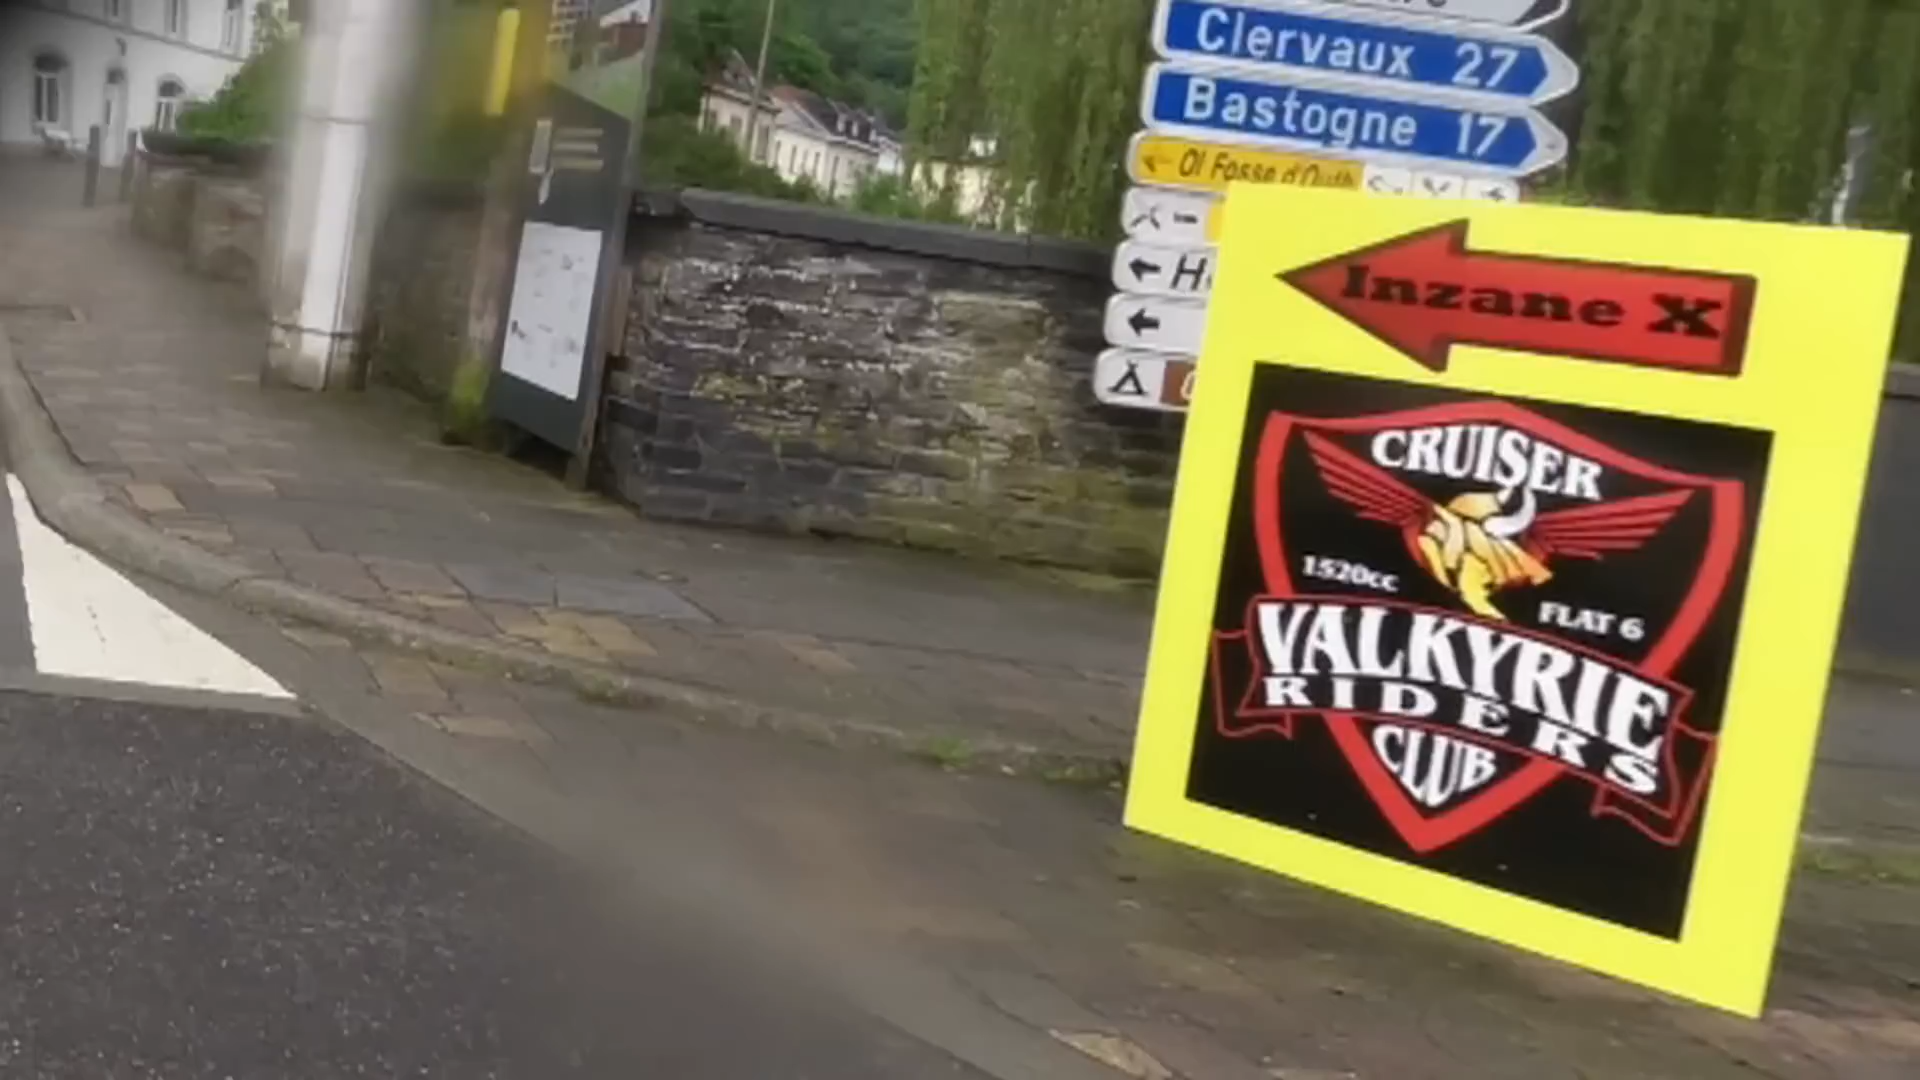 Clervaux 27
Bastogne 17
Ol Fosse d'Outh
Inzane X
CRUISER
1520cc
FLAT 6
VALKYRIE
RIDERS
CLUB